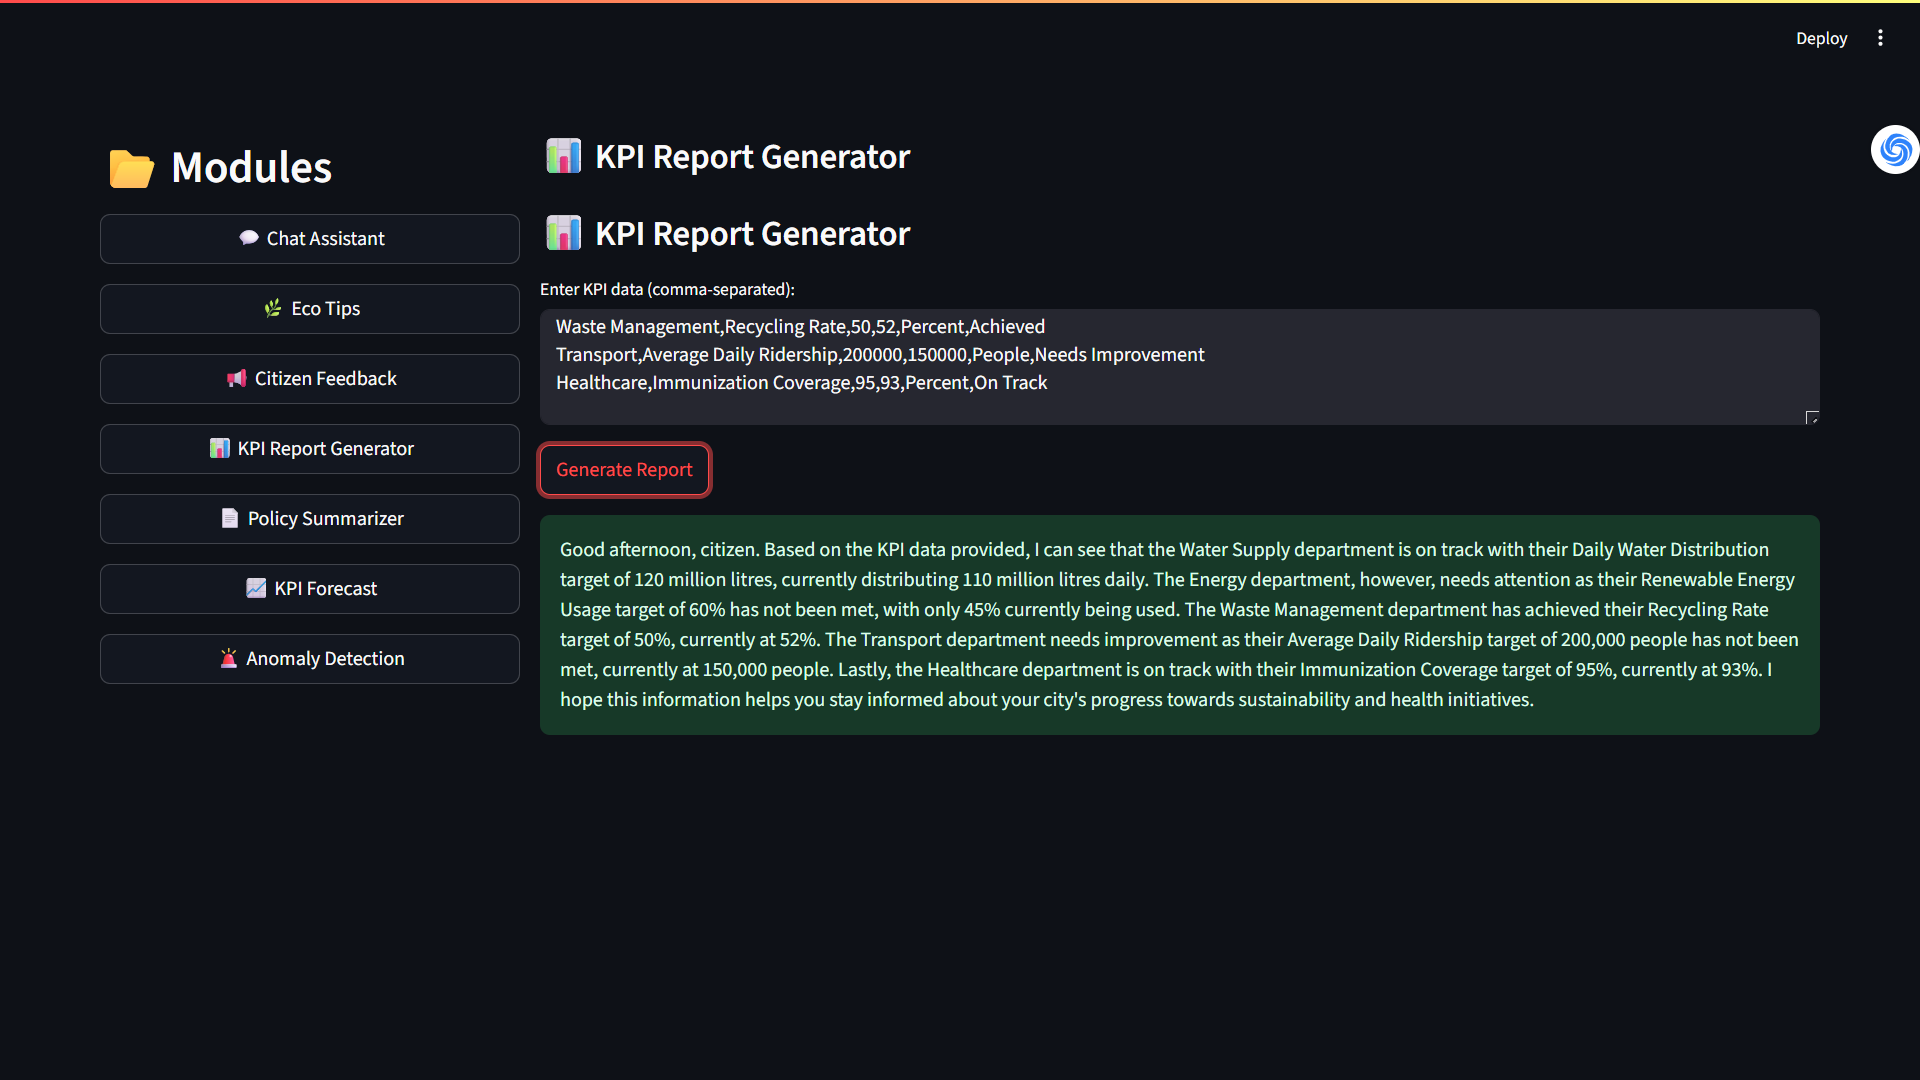 Deploy
Modules
Chat Assistant
Eco Tips
Citizen Feedback
KPI Report Generator
Policy Summarizer
KPI Forecast
Anomaly Detection
KPI Report Generator
KPI Report Generator
Enter KPI data (comma-separated):
Waste Management,Recycling Rate,50,52,Percent,Achieved
Transport,Average Daily Ridership,200000,150000,People,Needs Improvement
Healthcare,Immunization Coverage,95,93,Percent,On Track
Generate Report
Good afternoon, citizen. Based on the KPI data provided, I can see that the Water Supply department is on track with their Daily Water Distribution
target of 120 million litres, currently distributing 110 million litres daily. The Energy department, however, needs attention as their Renewable Energy
Usage target of 60% has not been met, with only 45% currently being used. The Waste Management department has achieved their Recycling Rate
target of 50%, currently at 52%. The Transport department needs improvement as their Average Daily Ridership target of 200,000 people has not been
met, currently at 150,000 people. Lastly, the Healthcare department is on track with their Immunization Coverage target of 95%, currently at 93%. I
hope this information helps you stay informed about your city's progress towards sustainability and health initiatives.